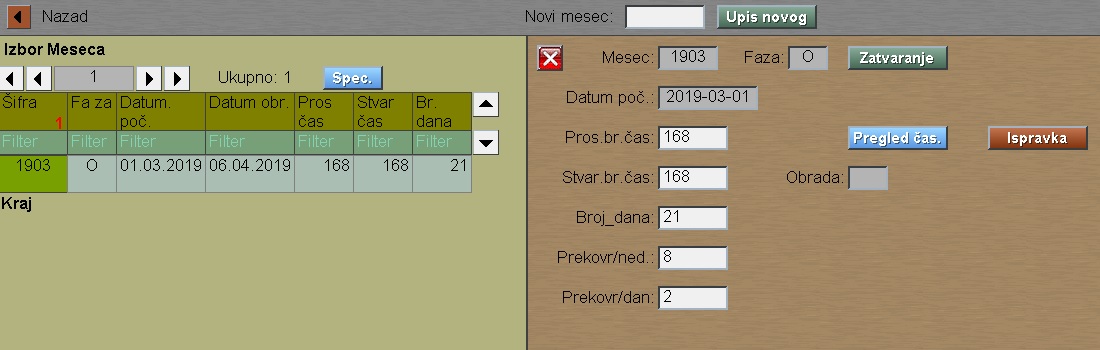 Nazad
Novi mesec:
Upis novog
Izbor Meseca
1
Ukupno: 1
Spec.
Šifra 1
Fa za
Datum. poč.
Datum obr.
Pros čas
Stvar čas
Br. dana
Filter Filter Filter Filter Filter Filter Filter
1903 O 01.03.2019 06.04.2019 168 168 21
Kraj
Mesec: 1903 Faza: O Zatvaranje
Datum poč.: 2019-03-01
Pros.br.čas: 168 Pregled čas. Ispravka
Stvar.br.čas: 168 Obrada:
Broj_dana: 21
Prekovr/ned.: 8
Prekovr/dan: 2